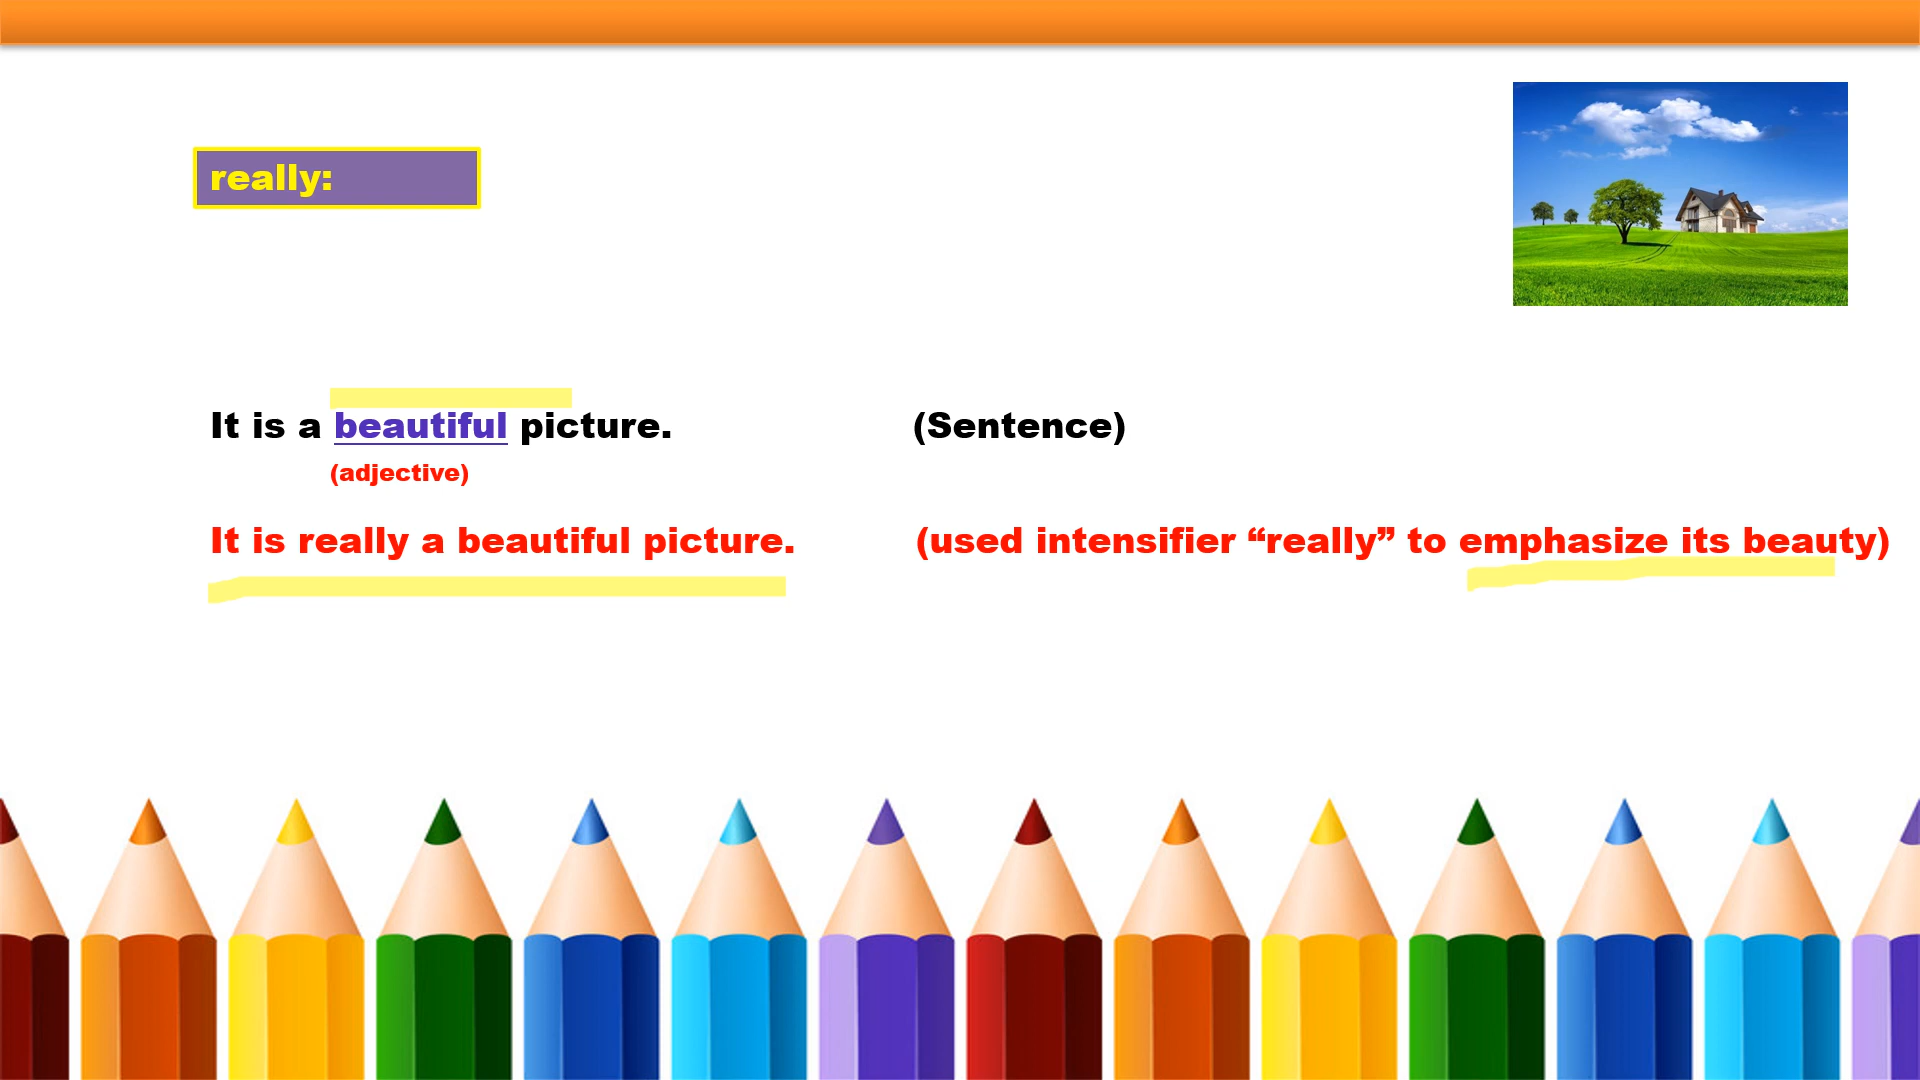 really:
It is a beautiful picture. (Sentence)
(adjective)
It is really a beautiful picture. (used intensifier “really” to emphasize its beauty)